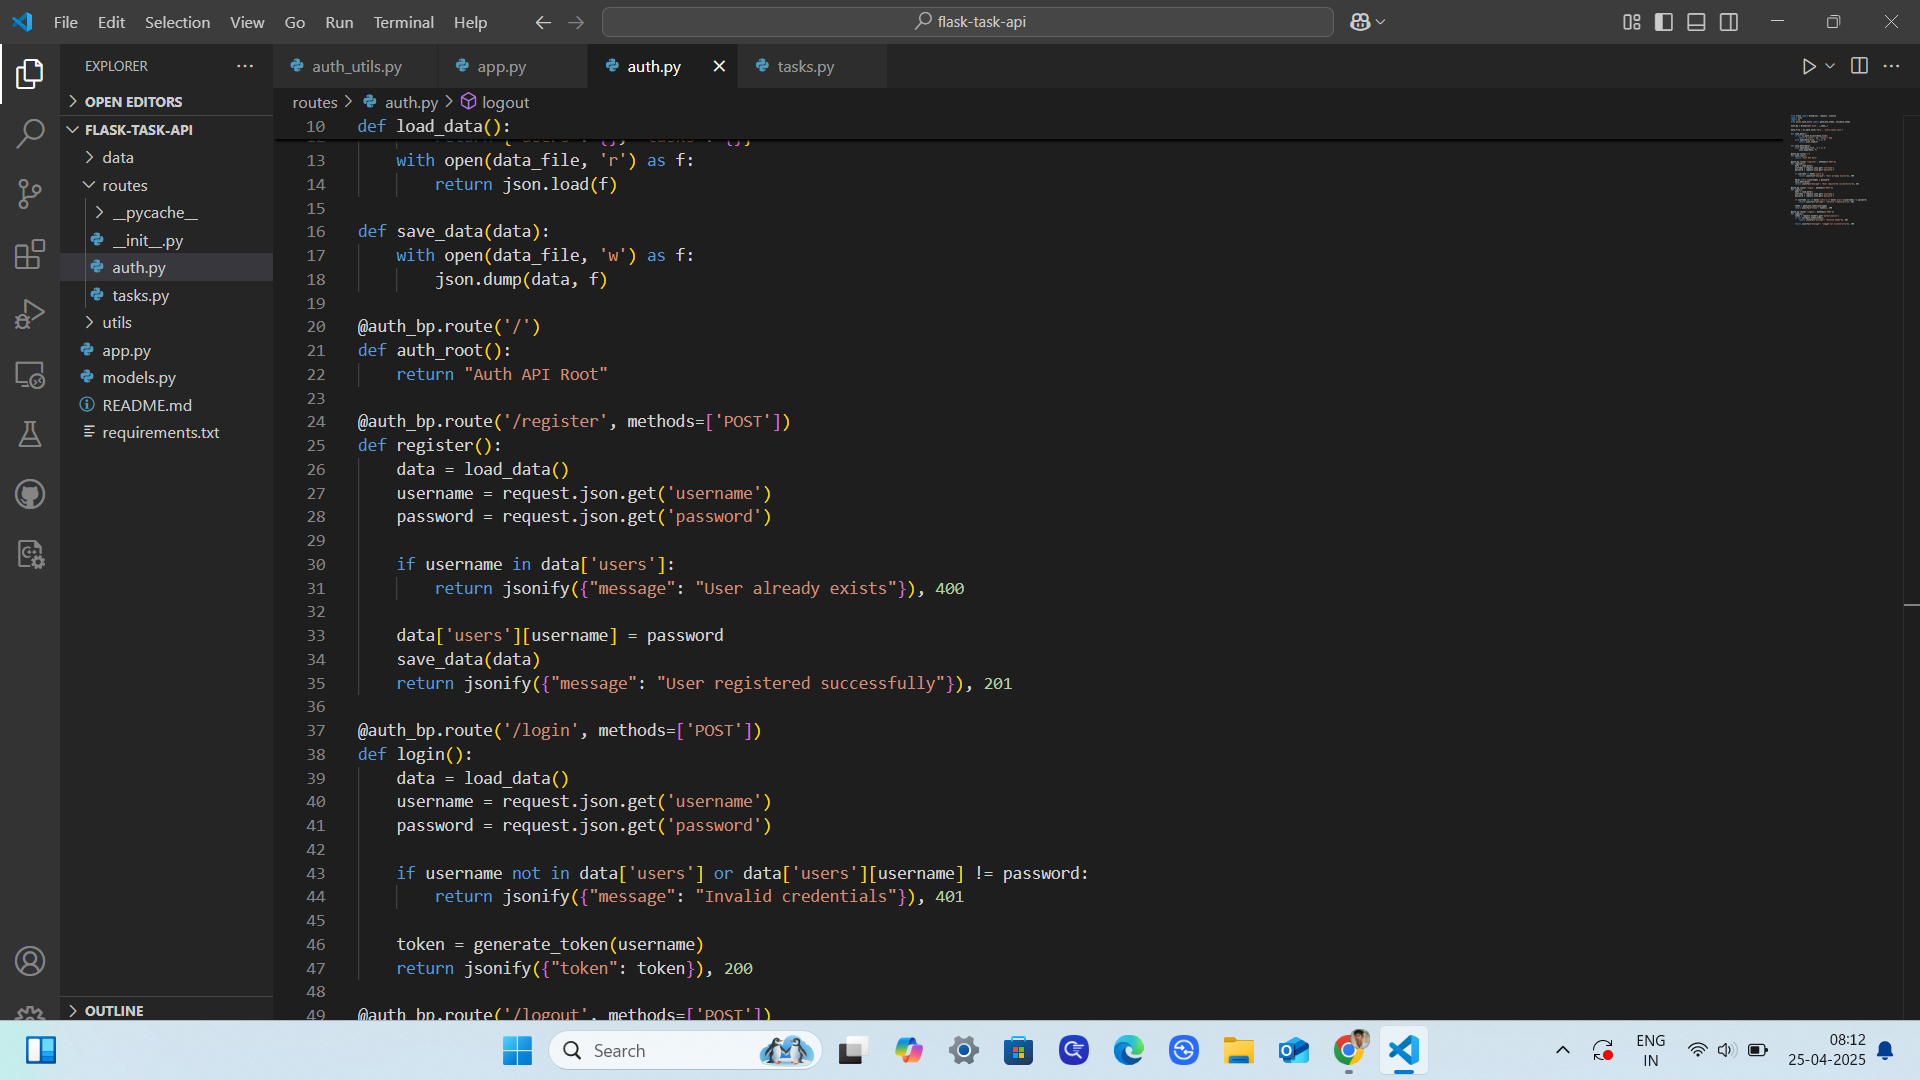 File Edit Selection View Go Run Terminal Help
flask-task-api
EXPLORER
OPEN EDITORS
FLASK-TASK-API
data
routes
__pycache__
__init__.py
auth.py
tasks.py
utils
app.py
models.py
README.md
requirements.txt
OUTLINE
auth_utils.py app.py auth.py tasks.py
routes > auth.py > logout
10 def load_data():
13 with open(data_file, 'r') as f:
14 return json.load(f)
15
16 def save_data(data):
17 with open(data_file, 'w') as f:
18 json.dump(data, f)
19
20 @auth_bp.route('/')
21 def auth_root():
22 return "Auth API Root"
23
24 @auth_bp.route('/register', methods=['POST'])
25 def register():
26 data = load_data()
27 username = request.json.get('username')
28 password = request.json.get('password')
29
30 if username in data['users']:
31 return jsonify({"message": "User already exists"}), 400
32
33 data['users'][username] = password
34 save_data(data)
35 return jsonify({"message": "User registered successfully"}), 201
36
37 @auth_bp.route('/login', methods=['POST'])
38 def login():
39 data = load_data()
40 username = request.json.get('username')
41 password = request.json.get('password')
42
43 if username not in data['users'] or data['users'][username] != password:
44 return jsonify({"message": "Invalid credentials"}), 401
45
46 token = generate_token(username)
47 return jsonify({"token": token}), 200
48
49 @auth_bp.route('/logout', methods=['POST'])
Search
ENG
IN
08:12
25-04-2025